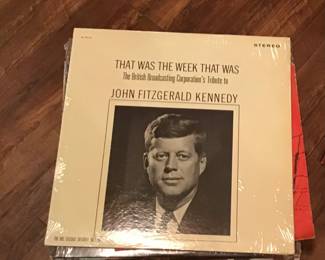 STEREO
THAT WAS THE WEEK THAT WAS
The British Broadcasting Corporation's Tribute to
JOHN FITZGERALD KENNEDY